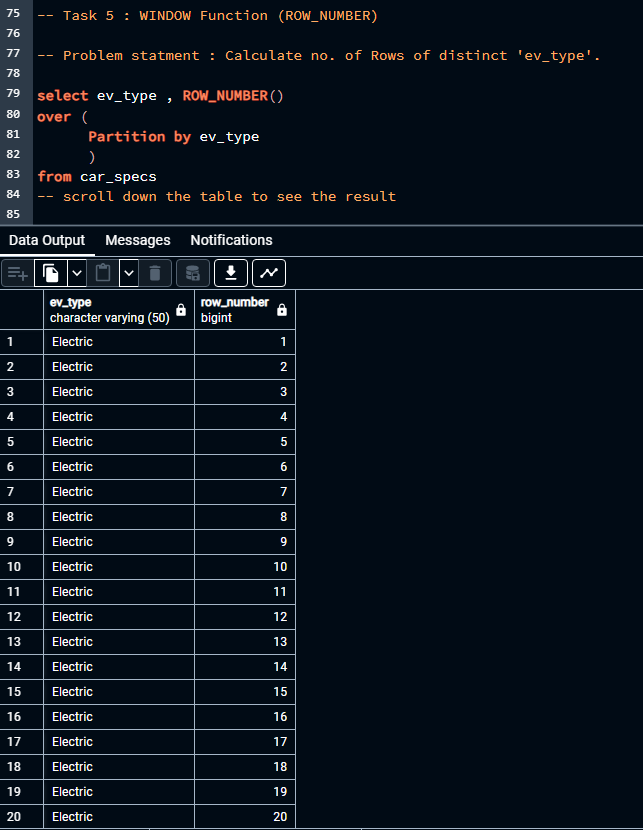 75 -- Task 5 : WINDOW Function (ROW_NUMBER)
76
77 -- Problem statment : Calculate no. of Rows of distinct 'ev_type'.
78
79 select ev_type , ROW_NUMBER()
80 over (
81 Partition by ev_type
82 )
83 from car_specs
84 -- scroll down the table to see the result
85
Data Output Messages Notifications
ev_type row_number
character varying (50) bigint
1 Electric 1
2 Electric 2
3 Electric 3
4 Electric 4
5 Electric 5
6 Electric 6
7 Electric 7
8 Electric 8
9 Electric 9
10 Electric 10
11 Electric 11
12 Electric 12
13 Electric 13
14 Electric 14
15 Electric 15
16 Electric 16
17 Electric 17
18 Electric 18
19 Electric 19
20 Electric 20